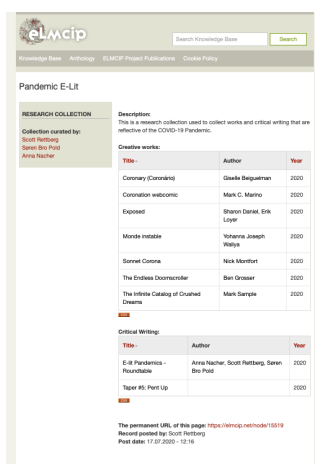 eLmcip
Search Knowledge Base
Search
Knowledge Base Anthology ELMCIP Project Publications Cookie Policy
Pandemic E-Lit
RESEARCH COLLECTION
Collection curated by:
Scott Rettberg
Søren Bro Pold
Anna Nacher
Description:
This is a research collection used to collect works and critical writing that are
reflective of the COVID-19 Pandemic.
Creative works:
Title Author Year
Coronary (Coronário) Giselle Beiguelman 2020
Coronation webcomic Mark C. Marino 2020
Exposed Sharon Daniel, Erik 2020
Loyer
Monde instable Yohanna Joseph 2020
Waliya
Sonnet Corona Nick Montfort 2020
The Endless Doomscroller Ben Grosser 2020
The Infinite Catalog of Crushed Mark Sample 2020
Dreams
CSV
Critical Writing:
Title Author Year
E-lit Pandemics - Anna Nacher, Scott Rettberg, Søren 2020
Roundtable Bro Pold
Taper #5: Pent Up 2020
CSV
The permanent URL of this page: https://elmcip.net/node/15519
Record posted by: Scott Rettberg
Post date: 17.07.2020 - 12:16